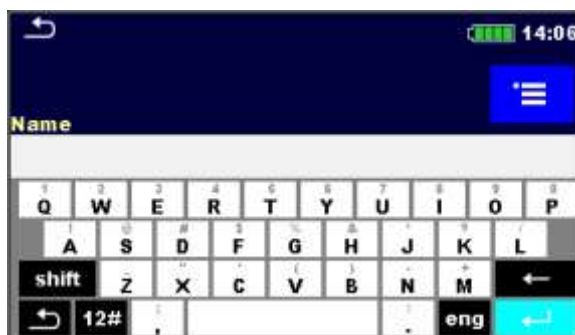 14:06
Name
Q W E R T Y U I O P
A S D F G H J K L
shift Z X C V B N M
12# eng